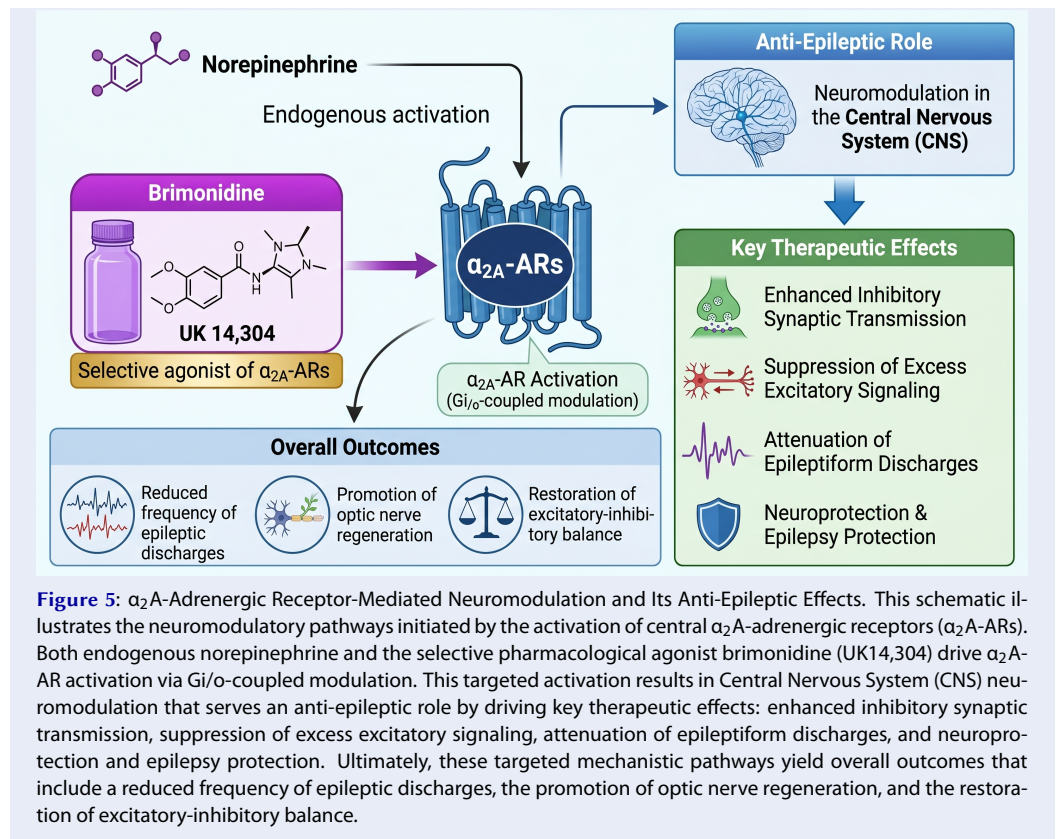 Norepinephrine
Endogenous activation
Brimonidine
O
N
N
N
H
O
O
UK 14,304
Selective agonist of α2A-ARs
α2A-ARs
α2A-AR Activation
(Gi/o-coupled modulation)
Anti-Epileptic Role
Neuromodulation in
the Central Nervous
System (CNS)
Key Therapeutic Effects
Enhanced Inhibitory
Synaptic Transmission
Suppression of Excess
Excitatory Signaling
Attenuation of
Epileptiform Discharges
Neuroprotection &
Epilepsy Protection
Overall Outcomes
Reduced
frequency of
epileptic
discharges
Promotion of
optic nerve
regeneration
Restoration of
excitatory-inhibi-
tory balance
Figure 5: α2A-Adrenergic Receptor-Mediated Neuromodulation and Its Anti-Epileptic Effects. This schematic il-
lustrates the neuromodulatory pathways initiated by the activation of central α2A-adrenergic receptors (α2A-ARs).
Both endogenous norepinephrine and the selective pharmacological agonist brimonidine (UK14,304) drive α2A-
AR activation via Gi/o-coupled modulation. This targeted activation results in Central Nervous System (CNS) neu-
romodulation that serves an anti-epileptic role by driving key therapeutic effects: enhanced inhibitory synaptic
transmission, suppression of excess excitatory signaling, attenuation of epileptiform discharges, and neuropro-
tection and epilepsy protection. Ultimately, these targeted mechanistic pathways yield overall outcomes that
include a reduced frequency of epileptic discharges, the promotion of optic nerve regeneration, and the restora-
tion of excitatory-inhibitory balance.